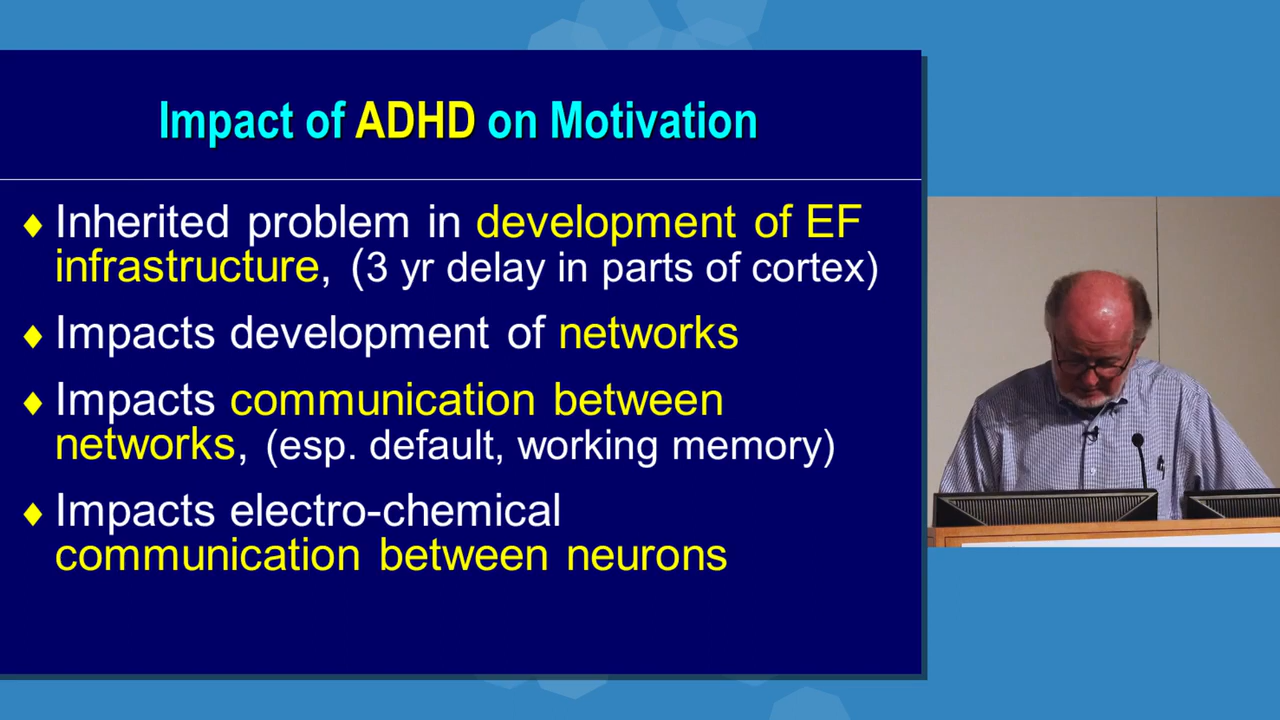 Impact of ADHD on Motivation
♦ Inherited problem in development of EF
infrastructure, (3 yr delay in parts of cortex)
♦ Impacts development of networks
♦ Impacts communication between
networks, (esp. default, working memory)
♦ Impacts electro-chemical
communication between neurons